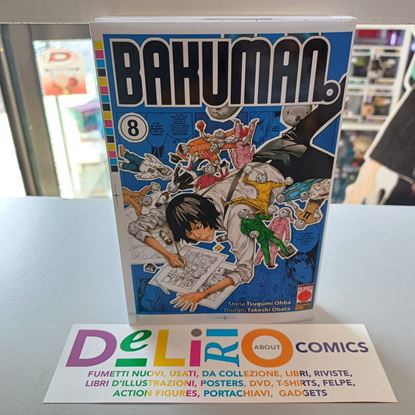 BAKUMAN.
8
Storia Tsugumi Ohba
Disegni Takeshi Obata
DeLiRIO ABOUT COMICS
FUMETTI NUOVI, USATI, DA COLLEZIONE, LIBRI, RIVISTE,
LIBRI D'ILLUSTRAZIONI, POSTERS, DVD, T-SHIRTS, FELPE,
ACTION FIGURES, PORTACHIAVI, GADGETS